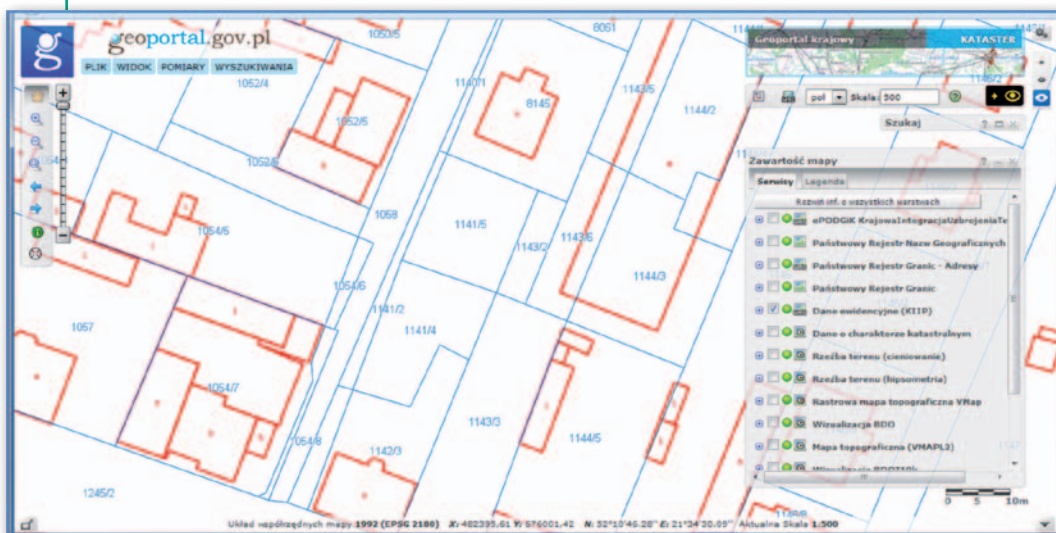 geoportal.gov.pl
PLIK WIDOK POMIARY WYSZUKIWANIA
Geoportal krajowy KATASTER
pol Skala: 500
Szukaj
Zawartość mapy
Serwisy Legenda
Rozwiń inf. o wszystkich warstwach
ePODGiK KrajowaIntegracjaUzbrojeniaTe
Państwowy Rejestr Nazw Geograficznych
Państwowy Rejestr Granic - Adresy
Państwowy Rejestr Granic
Dane ewidencyjne (KIIP)
Dane o charakterze katastralnym
Rzeźba terenu (cieniowanie)
Rzeźba terenu (hipsometria)
Rastrowa mapa topograficzna VMap
Wizualizacja BDO
Mapa topograficzna (VMAPL2)
1050/5
8061
1052/4
1140/1
8145
1143/5
1144/2
1052/5
1058
1054/5
1141/5
1143/2
1143/6
1144/3
1054/6
1141/2
1141/4
1057
1054/7
1143/3
1144/5
1054/8
1142/3
1245/2
0 5 10m
Układ współrzędnych mapy 1992 (EPSG 2180) X: 482395,61 Y: 676001,42 N: 52°10'46.28" E: 21°34'30.09" Aktualna Skala 1:500